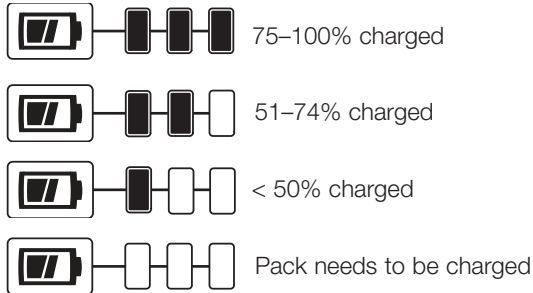 75–100% charged
51–74% charged
< 50% charged
Pack needs to be charged